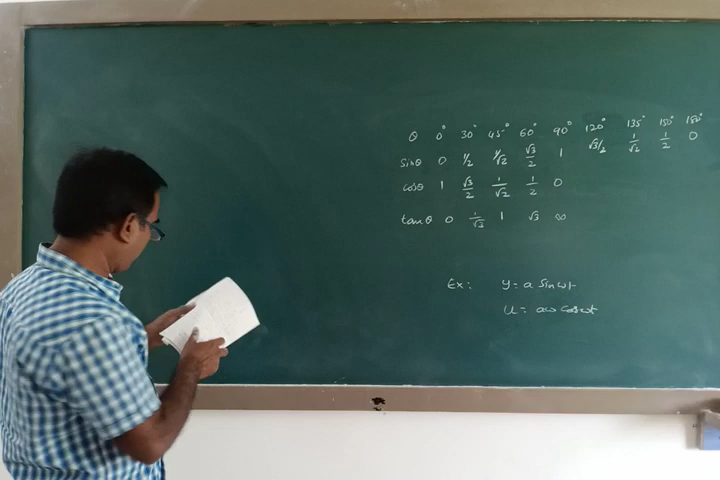 θ 0° 30° 45° 60° 90° 120° 135° 150° 180°
sinθ 0 1/2 1/√2 √3/2 1 √3/2 1/√2 1/2 0
cosθ 1 √3/2 1/√2 1/2 0
tanθ 0 1/√3 1 √3 ∞
Ex: y = a sin ωt
u = aω cos ωt